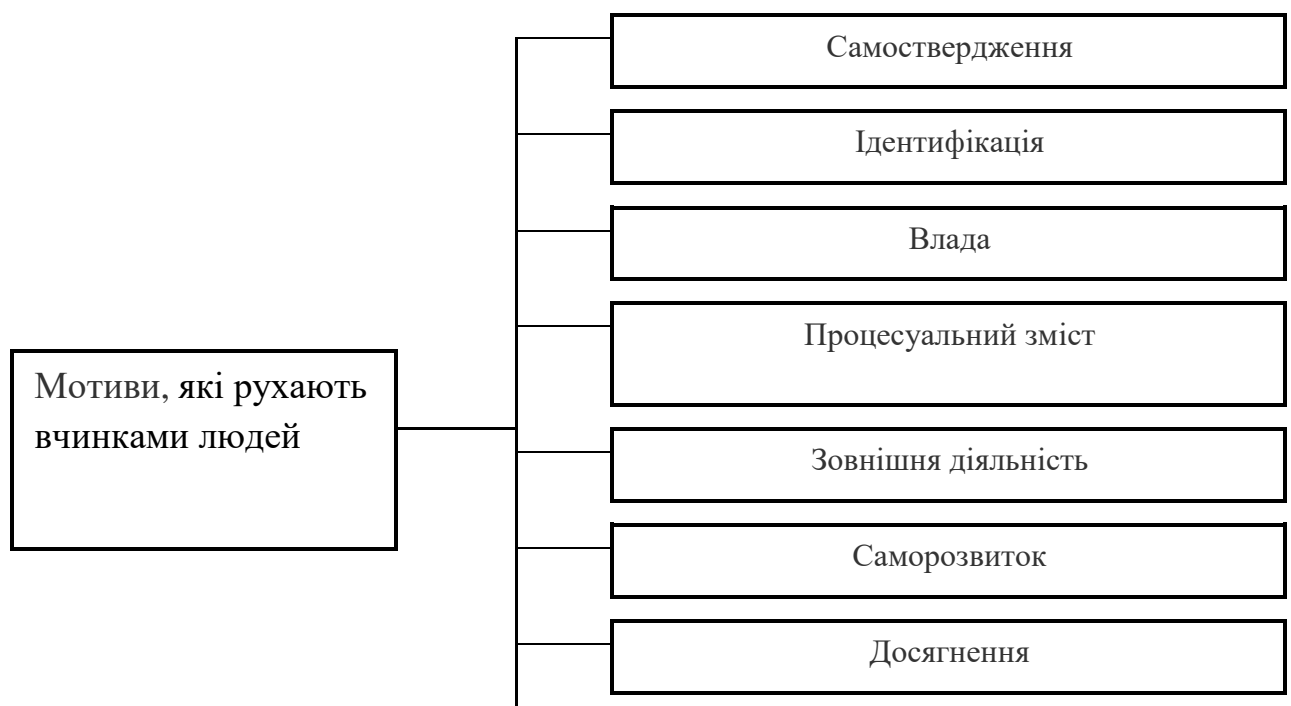 Самоствердження
Ідентифікація
Влада
Процесуальний зміст
Мотиви, які рухають
вчинками людей
Зовнішня діяльність
Саморозвиток
Досягнення